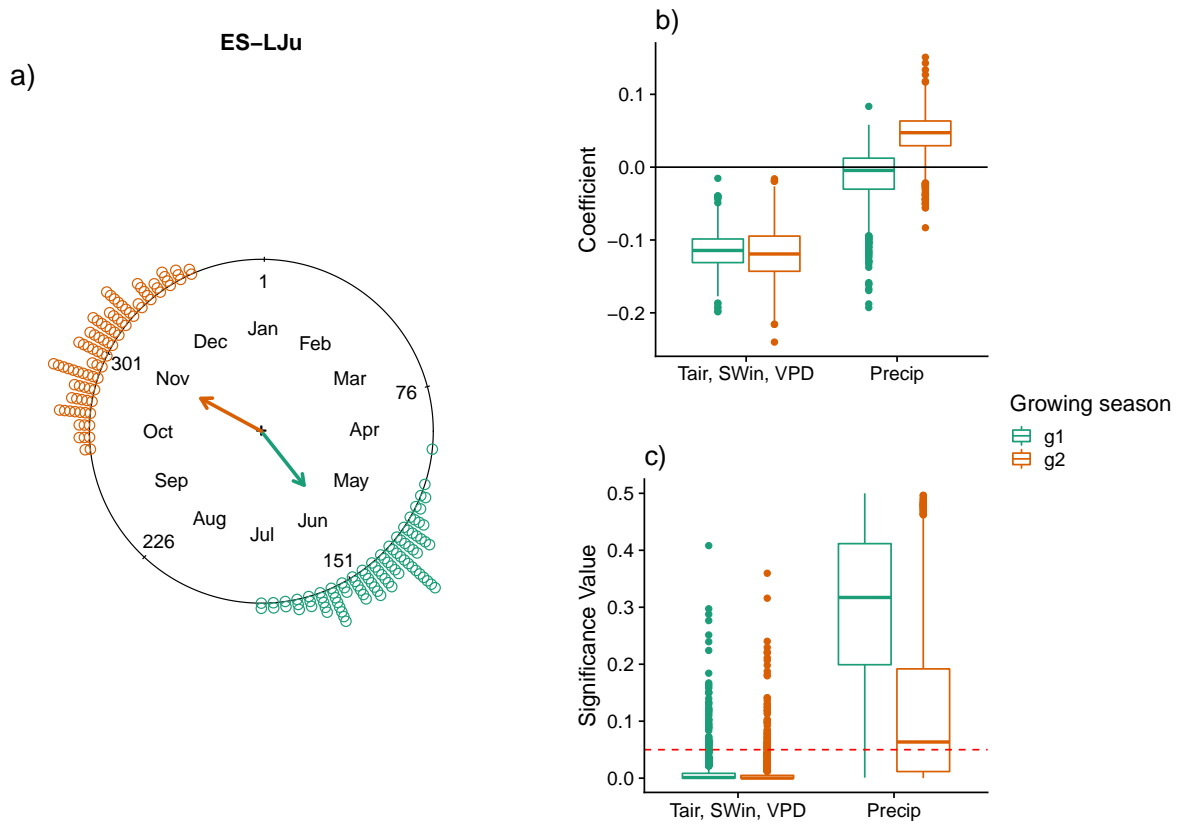 ES−LJu
a)
1
Jan
Feb
Mar
76
Apr
May
Jun
151
Jul
Aug
226
Sep
Oct
Nov
301
Dec
b)
Coefficient
0.1
0.0
−0.1
−0.2
Tair, SWin, VPD
Precip
c)
Significance Value
0.5
0.4
0.3
0.2
0.1
0.0
Tair, SWin, VPD
Precip
Growing season
g1
g2